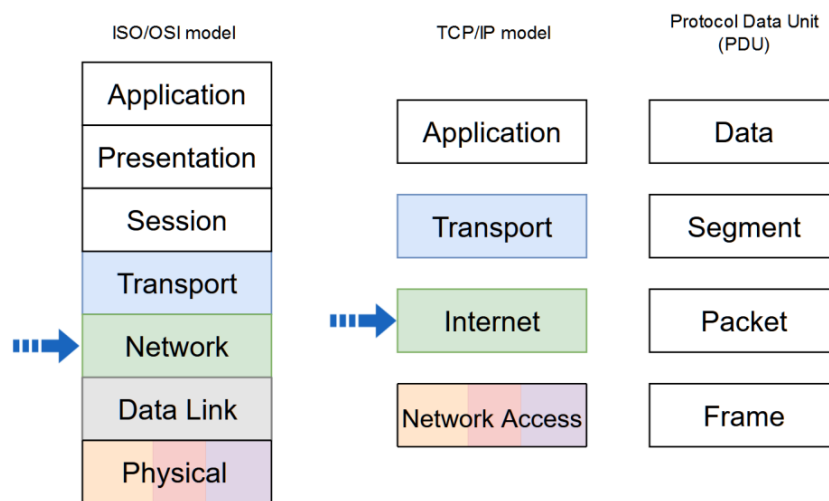 ISO/OSI model
Application
Presentation
Session
Transport
Network
Data Link
Physical
TCP/IP model
Application
Transport
Internet
Network Access
Protocol Data Unit
(PDU)
Data
Segment
Packet
Frame